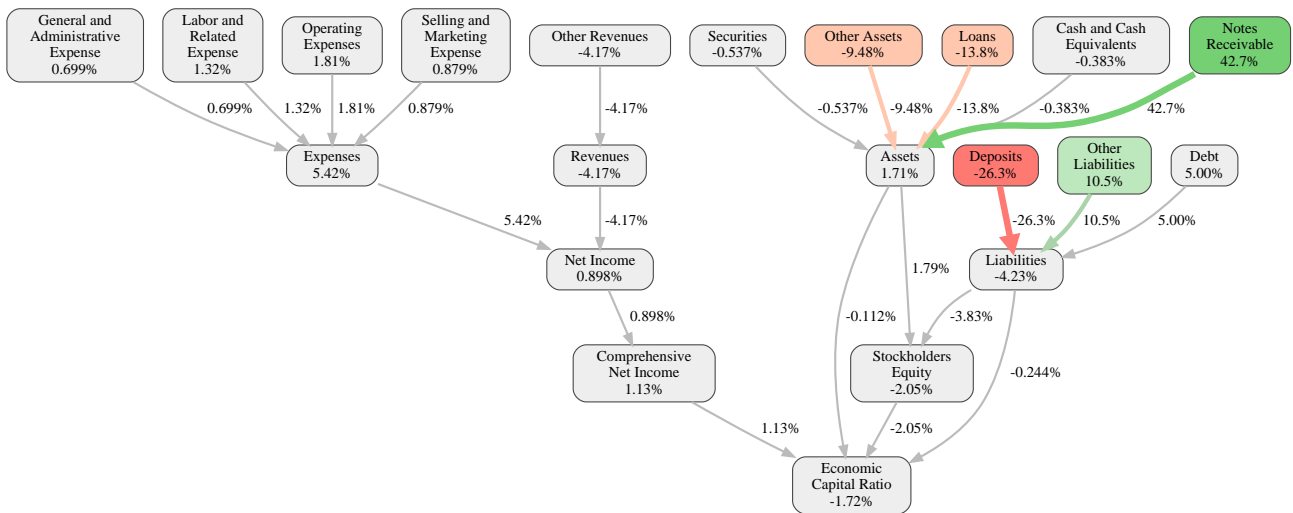 General and
Administrative
Expense
0.699%
Labor and
Related
Expense
1.32%
Operating
Expenses
1.81%
Selling and
Marketing
Expense
0.879%
Other Revenues
-4.17%
Securities
-0.537%
Other Assets
-9.48%
Loans
-13.8%
Cash and Cash
Equivalents
-0.383%
Notes
Receivable
42.7%
0.699%
1.32%
1.81%
0.879%
-4.17%
-0.537%
-9.48%
-13.8%
-0.383%
42.7%
Expenses
5.42%
Revenues
-4.17%
Assets
1.71%
Deposits
-26.3%
Other
Liabilities
10.5%
Debt
5.00%
5.42%
-4.17%
-26.3%
10.5%
5.00%
Net Income
0.898%
1.79%
Liabilities
-4.23%
0.898%
-0.112%
-3.83%
Comprehensive
Net Income
1.13%
Stockholders
Equity
-2.05%
-0.244%
1.13%
-2.05%
Economic
Capital Ratio
-1.72%